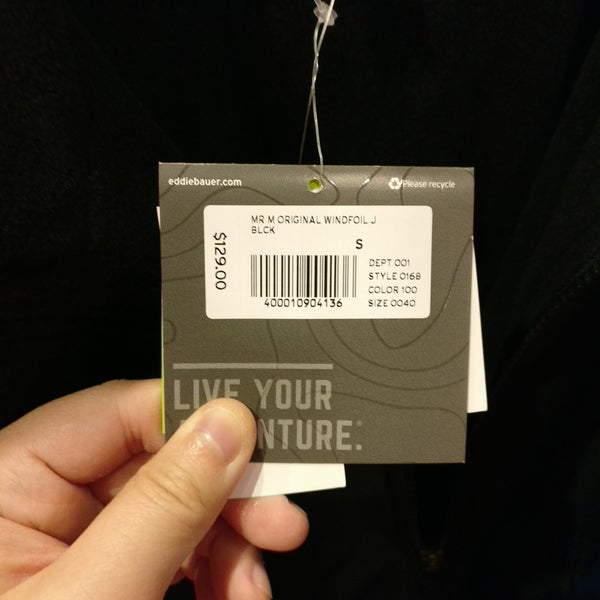 eddiebauer.com
Please recycle
MR M ORIGINAL WINDFOIL J
BLCK
S
$129.00
DEPT 001
STYLE 0168
COLOR 100
SIZE 0040
400010904136
LIVE YOUR